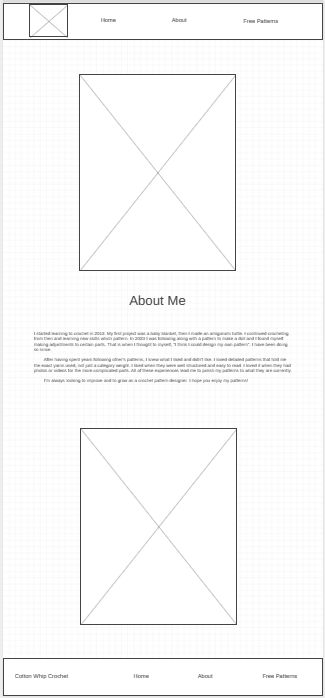 Home About Free Patterns
About Me
I started learning to crochet in 2019. My first project was a baby blanket, then I made an amigurumi turtle. I continued crocheting
from then and learning new skills which pattern. In 2023 I was following along with a pattern to make a doll and I found myself
making adjustments to certain parts. That is when I thought to myself, "I think I could design my own pattern". I have been doing
so since.
After having spent years following other's patterns, I knew what I liked and didn't like. I loved detailed patterns that told me
the exact yarn used, not just a category weight. I liked when they were well structured and easy to read. I loved if when they had
photos or videos for the more complicated parts. All of these experiences lead me to polish my patterns to what they are currently.
I'm always looking to improve and to grow as a crochet pattern designer. I hope you enjoy my patterns!
Cotton Whip Crochet Home About Free Patterns